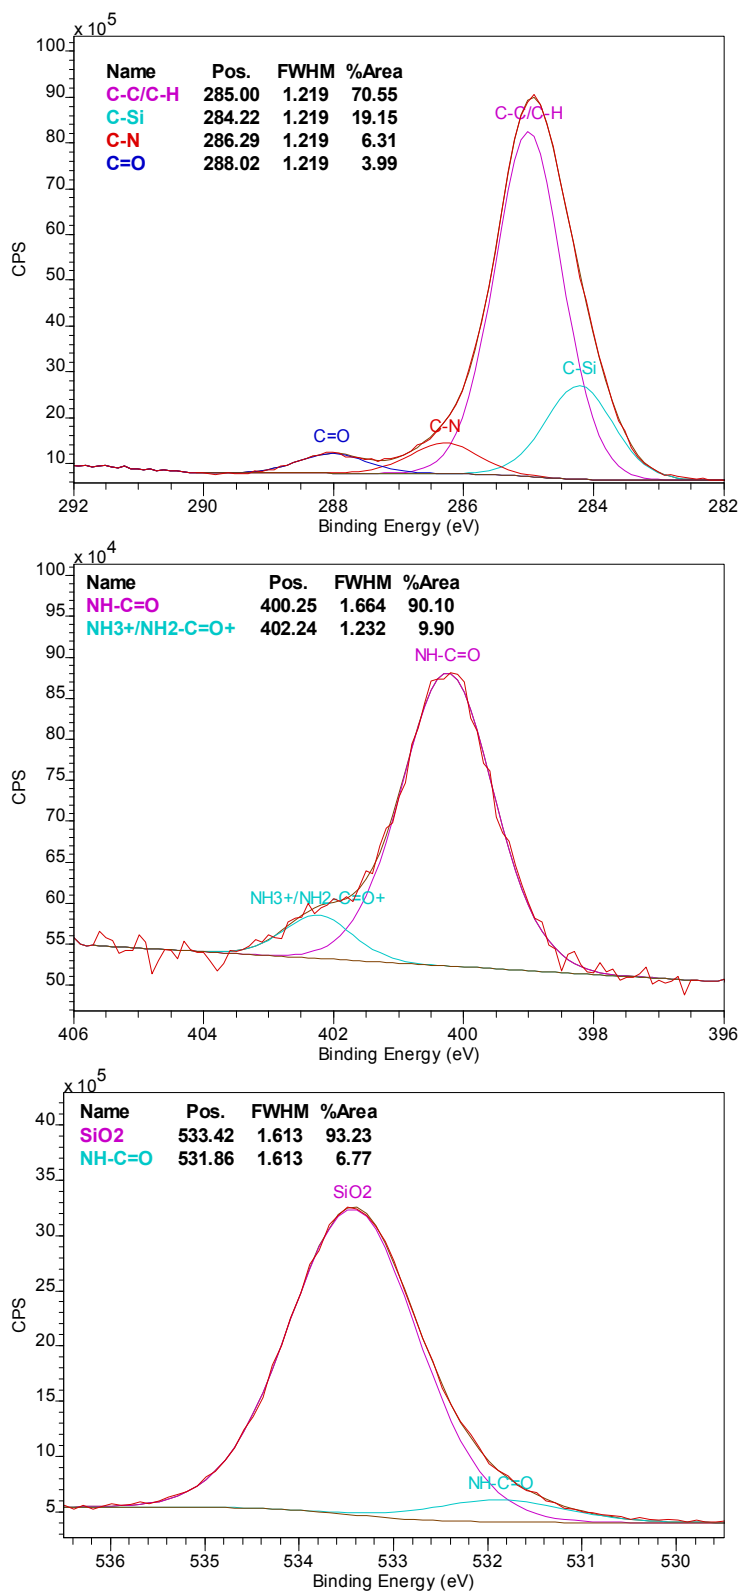 x 10^5
Name Pos. FWHM %Area
C-C/C-H 285.00 1.219 70.55
C-Si 284.22 1.219 19.15
C-N 286.29 1.219 6.31
C=O 288.02 1.219 3.99
100
90
80
70
60
50
40
30
20
10
CPS
C-C/C-H
C-Si
C-N
C=O
292 290 288 286 284 282
Binding Energy (eV)
x 10^4
Name Pos. FWHM %Area
NH-C=O 400.25 1.664 90.10
NH3+/NH2-C=O+ 402.24 1.232 9.90
100
95
90
85
80
75
70
65
60
55
50
CPS
NH-C=O
NH3+/NH2-C=O+
406 404 402 400 398 396
Binding Energy (eV)
x 10^5
Name Pos. FWHM %Area
SiO2 533.42 1.613 93.23
NH-C=O 531.86 1.613 6.77
40
35
30
25
20
15
10
5
CPS
SiO2
NH-C=O
536 535 534 533 532 531 530
Binding Energy (eV)